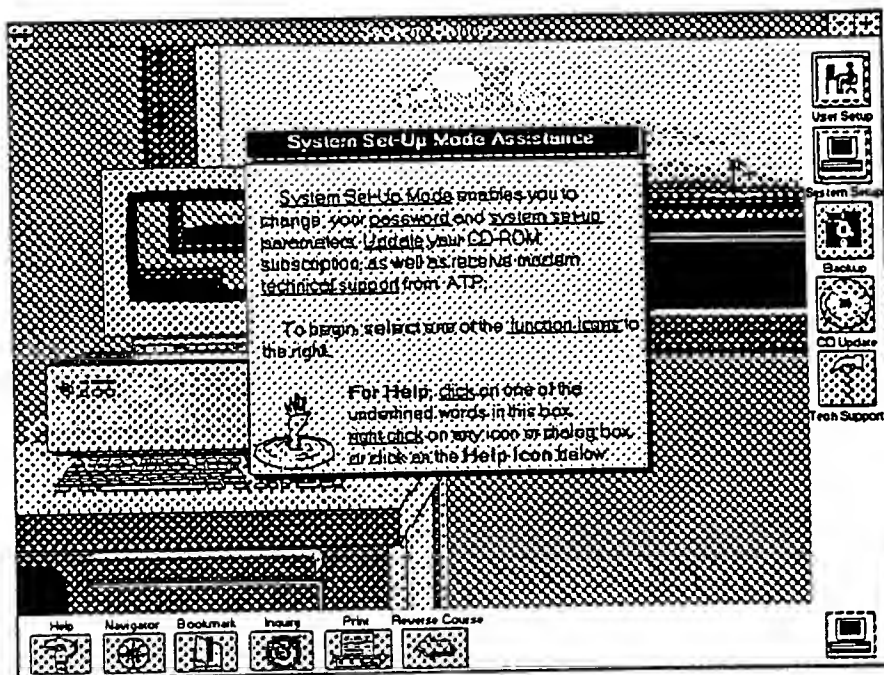 System Utilities
System Set-Up Mode Assistance
System Set-Up Mode enables you to
change your password and system set-up
parameters. Update your CD-ROM
subscription, as well as receive modem
technical support from ATP.
To begin, select one of the function icons to
the right.
For Help, click on one of the
underlined words in this box,
right-click on any icon or dialog box,
or click on the Help Icon below
User Setup
System Setup
Backup
CD Update
Tech Support
Help Navigator Bookmark Inquire Print Reverse Course